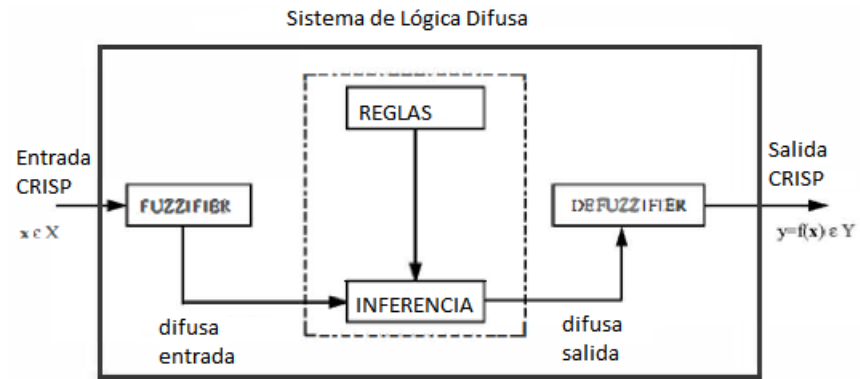 Sistema de Lógica Difusa
REGLAS
Entrada
CRISP
Salida
CRISP
FUZZIFIER
DEFUZZIFIER
x ε X
y=f(x) ε Y
INFERENCIA
difusa
entrada
difusa
salida